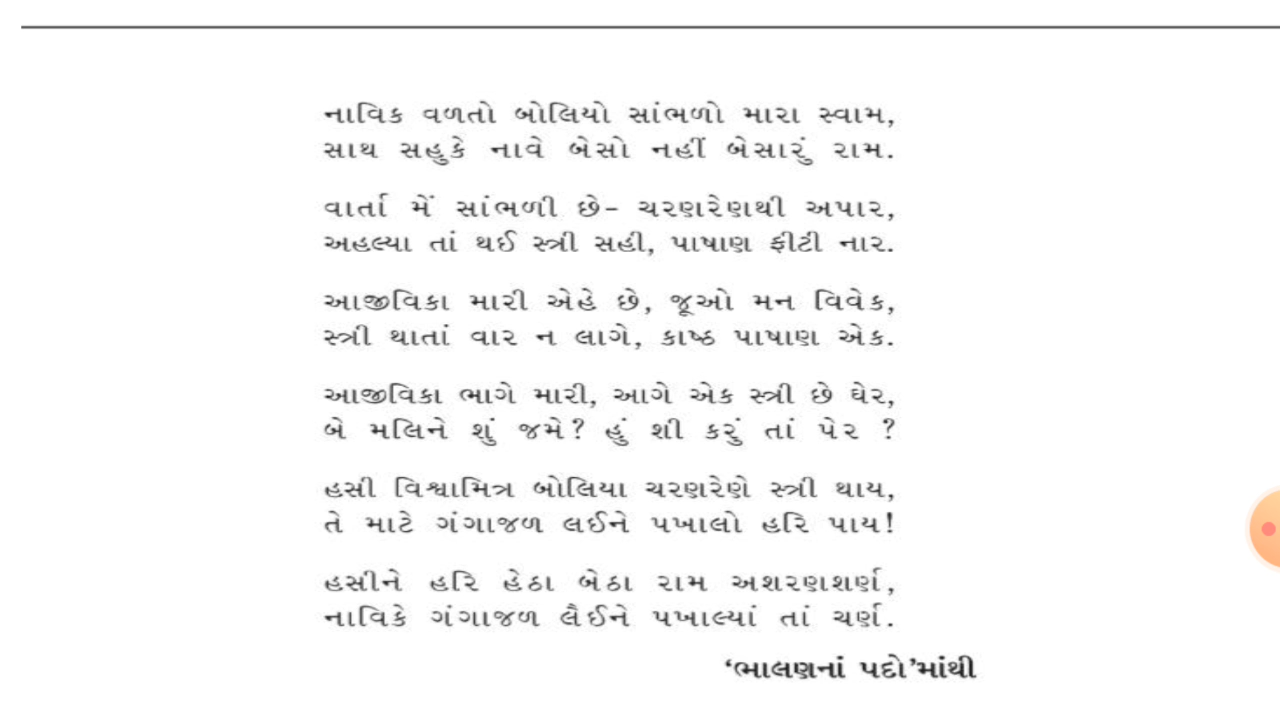 નાવિક વળતો બોલિયો સાંભળો મારા સ્વામ,
સાથ સહુકે નાવે બેસો નહીં બેસારું રામ.
વાર્તા મેં સાંભળી છે- ચરણરેણથી અપાર,
અહલ્યા તાં થઈ સ્ત્રી સહી, પાષાણ ફીટી નાર.
આજીવિકા મારી એહે છે, જૂઓ મન વિવેક,
સ્ત્રી થાતાં વાર ન લાગે, કાષ્ઠ પાષાણ એક.
આજીવિકા ભાગે મારી, આગે એક સ્ત્રી છે ઘેર,
બે મલિને શું જમે? હું શી કરું તાં પેર ?
હસી વિશ્વામિત્ર બોલિયા ચરણરેણે સ્ત્રી થાય,
તે માટે ગંગાજળ લઈને પખાલો હરિ પાય!
હસીને હરિ હેઠા બેઠા રામ અશરણશર્ણ,
નાવિકે ગંગાજળ લૈઈને પખાલ્યાં તાં ચર્ણ.
‘ભાલણનાં પદો’માંથી